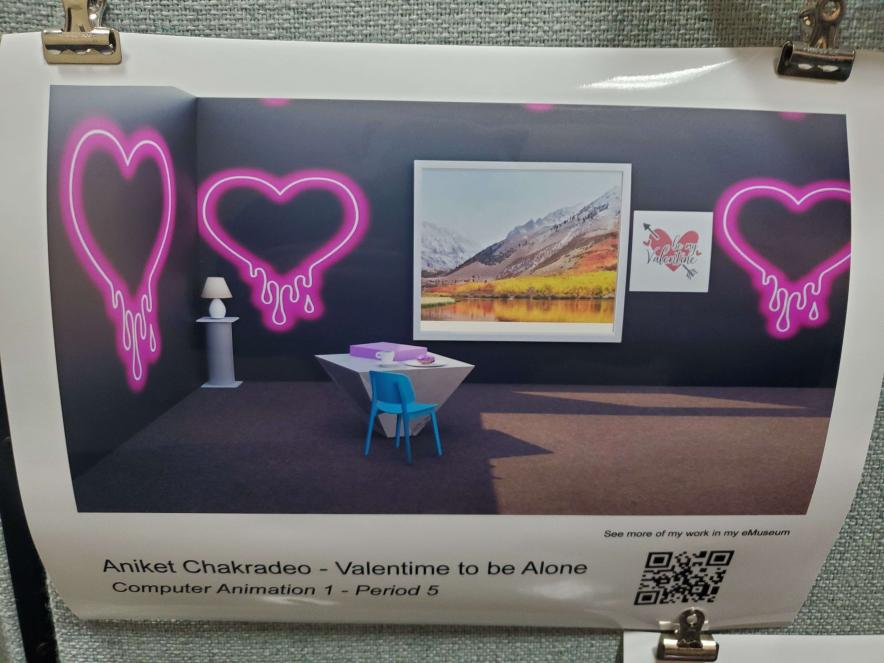 be my
Valentine
See more of my work in my eMuseum
Aniket Chakradeo - Valentime to be Alone
Computer Animation 1 - Period 5